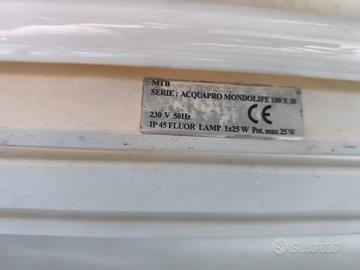 MTB
SERIE : ACQUAPRO MONDOLIFE 100 X 30
230 V 50Hz
CE
IP 45 FLUOR LAMP 1x25 W Pot. max 25 W
subito